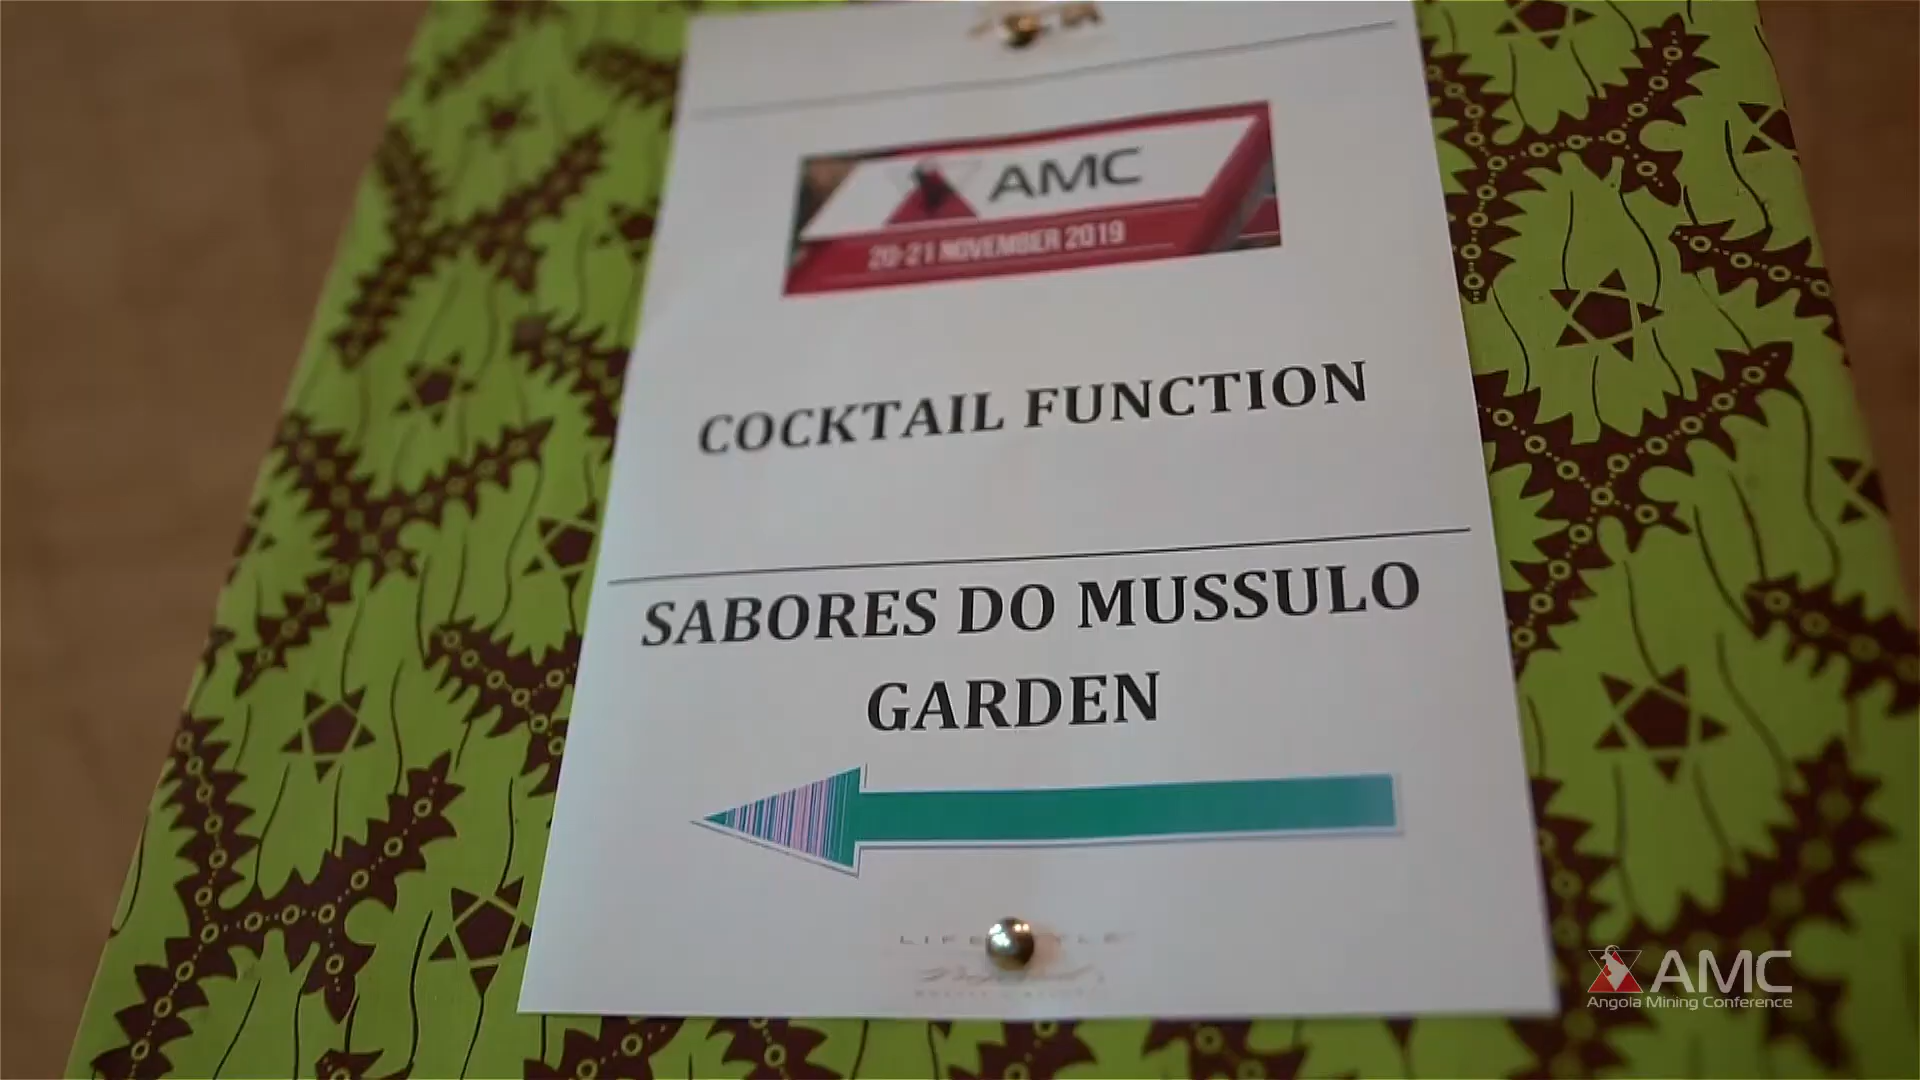 AMC
20-21 NOVEMBER 2019
COCKTAIL FUNCTION
SABORES DO MUSSULO
GARDEN
AMC
Angola Mining Conference